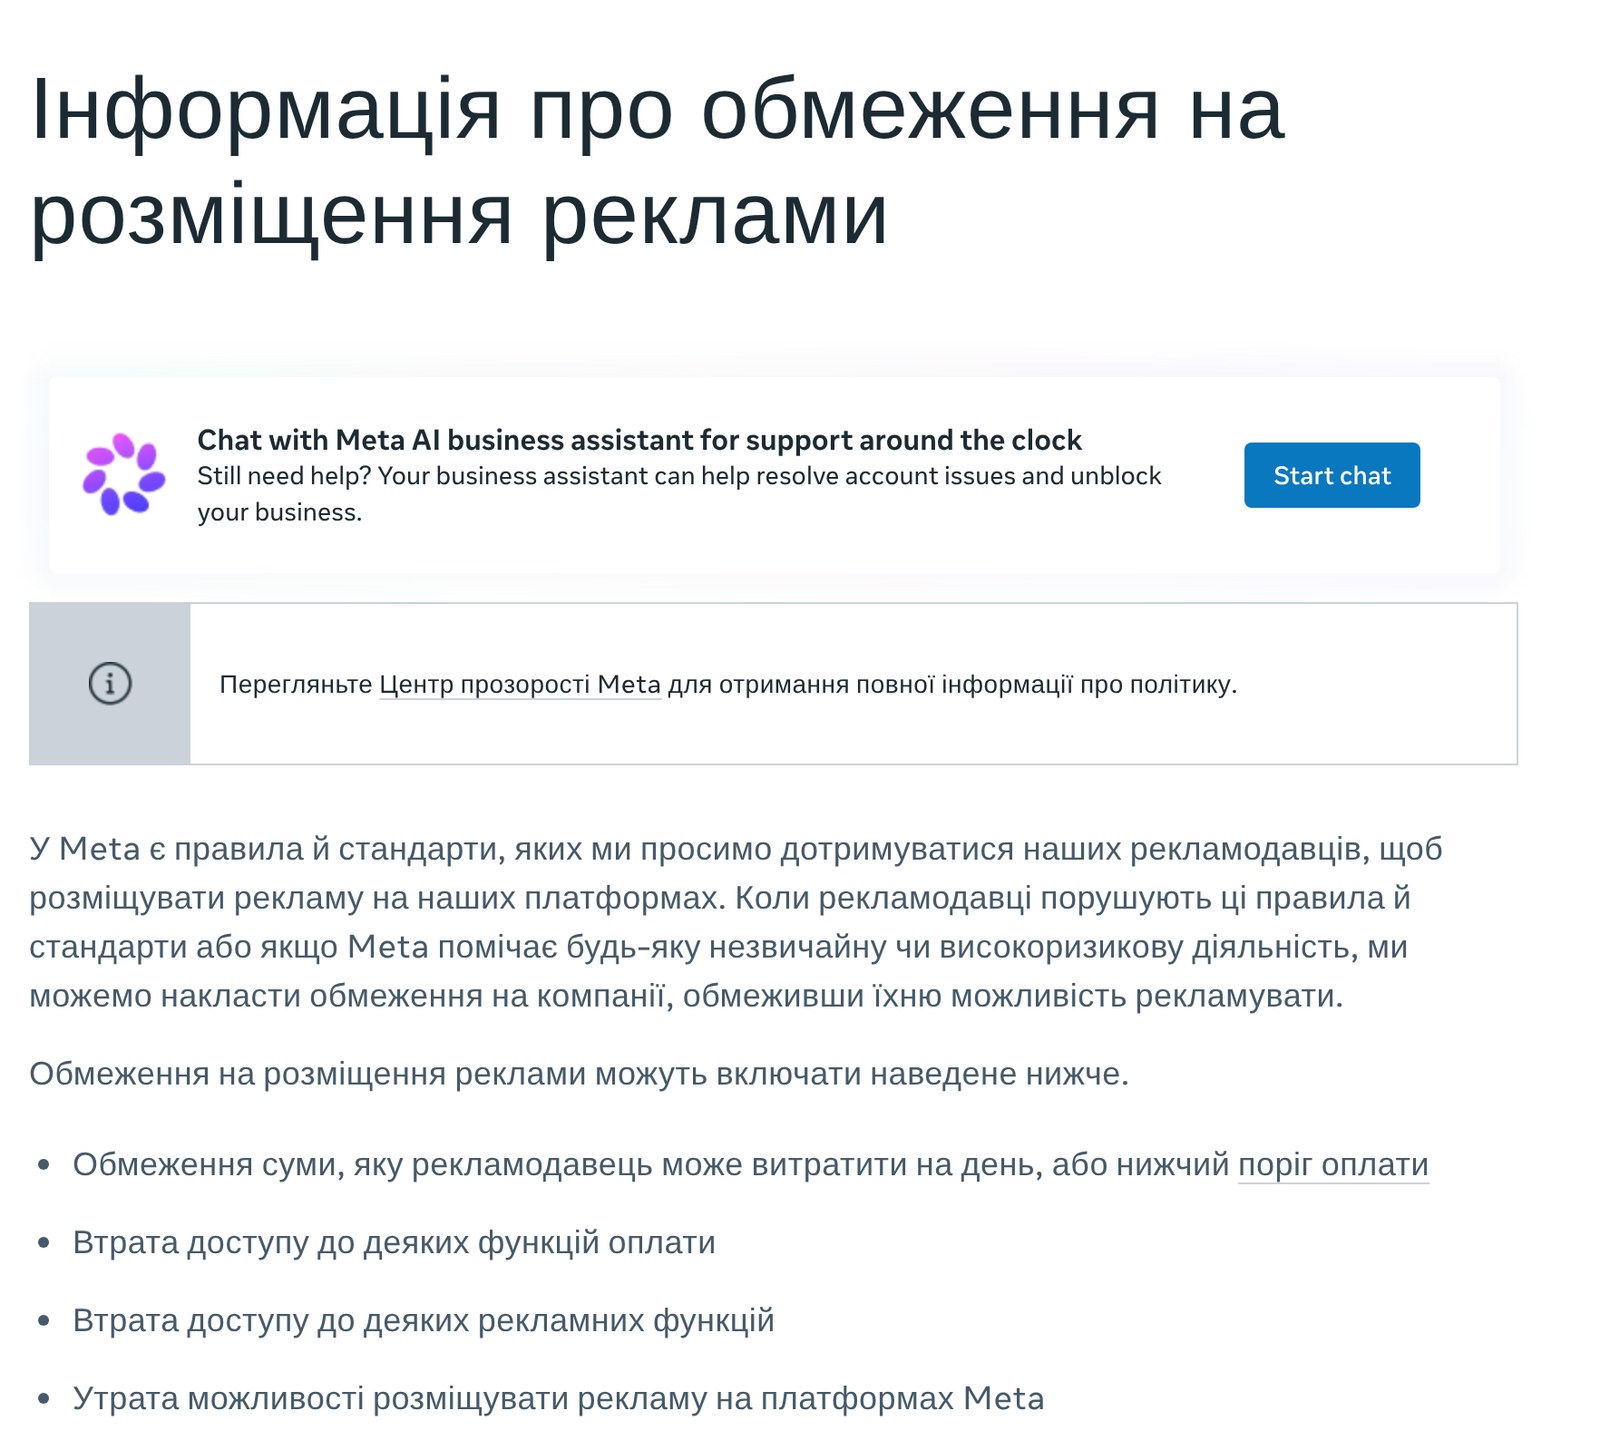 Інформація про обмеження на
розміщення реклами
Chat with Meta AI business assistant for support around the clock
Still need help? Your business assistant can help resolve account issues and unblock
your business.
Start chat
Перегляньте Центр прозорості Meta для отримання повної інформації про політику.
У Meta є правила й стандарти, яких ми просимо дотримуватися наших рекламодавців, щоб
розміщувати рекламу на наших платформах. Коли рекламодавці порушують ці правила й
стандарти або якщо Meta помічає будь-яку незвичайну чи високоризикову діяльність, ми
можемо накласти обмеження на компанії, обмеживши їхню можливість рекламувати.
Обмеження на розміщення реклами можуть включати наведене нижче.
• Обмеження суми, яку рекламодавець може витратити на день, або нижчий поріг оплати
• Втрата доступу до деяких функцій оплати
• Втрата доступу до деяких рекламних функцій
• Утрата можливості розміщувати рекламу на платформах Meta